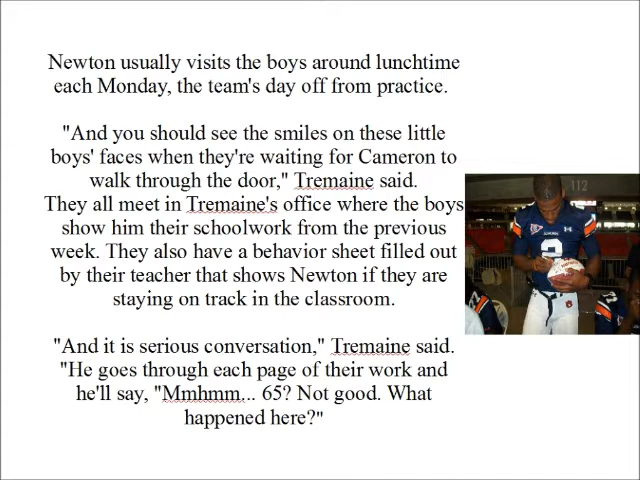 Newton usually visits the boys around lunchtime
each Monday, the team's day off from practice.
"And you should see the smiles on these little
boys' faces when they're waiting for Cameron to
walk through the door," Tremaine said.
They all meet in Tremaine's office where the boys
show him their schoolwork from the previous
week. They also have a behavior sheet filled out
by their teacher that shows Newton if they are
staying on track in the classroom.
"And it is serious conversation," Tremaine said.
"He goes through each page of their work and
he'll say, "Mmhmm... 65? Not good. What
happened here?"
112
2